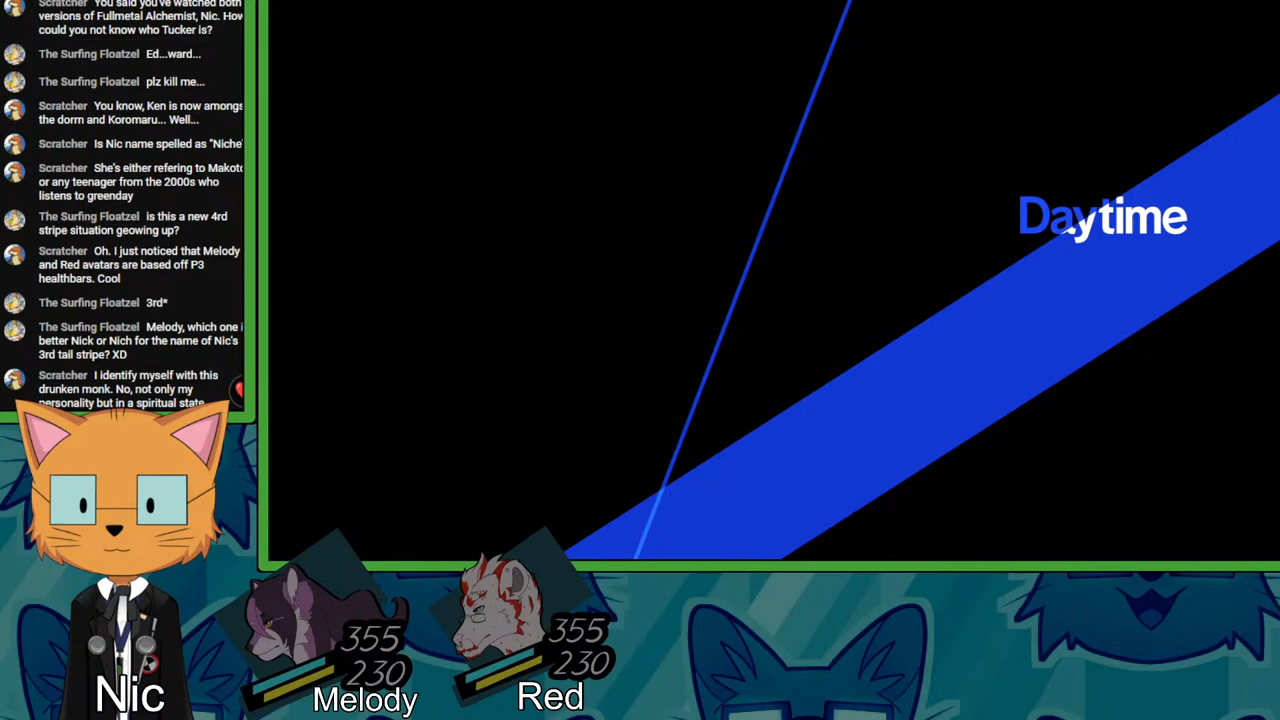 Scratcher You said you've watched both
versions of Fullmetal Alchemist, Nic. How
could you not know who Tucker is?
The Surfing Floatzel Ed...ward...
The Surfing Floatzel plz kill me...
Scratcher You know, Ken is now amongs
the dorm and Koromaru... Well...
Scratcher Is Nic name spelled as "Niche"
Scratcher She's either refering to Makoto
or any teenager from the 2000s who
listens to greenday
The Surfing Floatzel is this a new 4rd
stripe situation geowing up?
Scratcher Oh. I just noticed that Melody
and Red avatars are based off P3
healthbars. Cool
The Surfing Floatzel 3rd*
The Surfing Floatzel Melody, which one i
better Nick or Nich for the name of Nic's
3rd tail stripe? XD
Scratcher I identify myself with this
drunken monk. No, not only my
personality but in a spiritual state
Daytime
355
230
355
230
Nic
Melody
Red